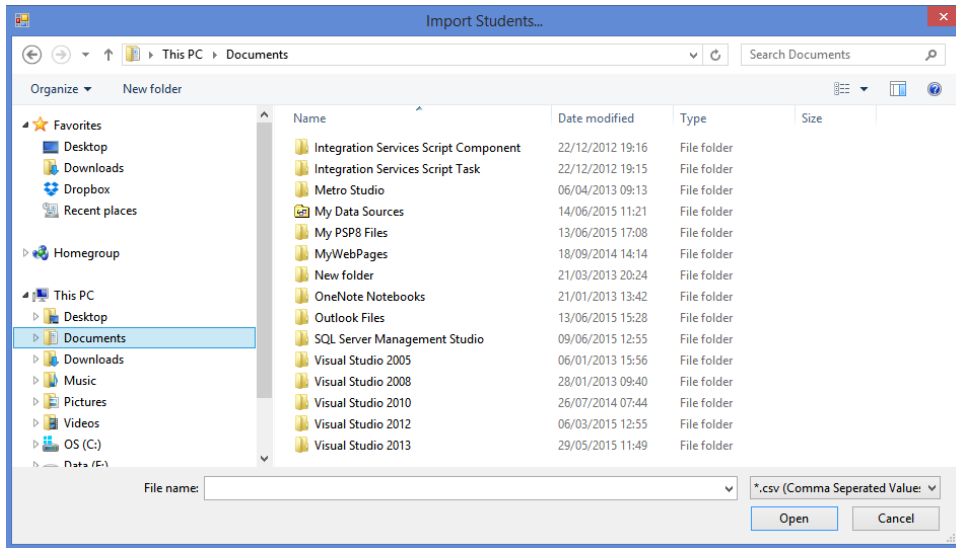 Import Students...
This PC Documents Search Documents
Organize New folder
Favorites
Desktop
Downloads
Dropbox
Recent places
Homegroup
This PC
Desktop
Documents
Downloads
Music
Pictures
Videos
OS (C:)
Data (E:)
Name Date modified Type Size
Integration Services Script Component 22/12/2012 19:16 File folder
Integration Services Script Task 22/12/2012 19:15 File folder
Metro Studio 06/04/2013 09:13 File folder
My Data Sources 14/06/2015 11:21 File folder
My PSP8 Files 13/06/2015 17:08 File folder
MyWebPages 18/09/2014 14:14 File folder
New folder 21/03/2013 20:24 File folder
OneNote Notebooks 21/01/2013 13:42 File folder
Outlook Files 13/06/2015 15:28 File folder
SQL Server Management Studio 09/06/2015 12:55 File folder
Visual Studio 2005 06/01/2013 15:56 File folder
Visual Studio 2008 28/01/2013 09:40 File folder
Visual Studio 2010 26/07/2014 07:44 File folder
Visual Studio 2012 06/03/2015 12:55 File folder
Visual Studio 2013 29/05/2015 11:49 File folder
File name: *.csv (Comma Seperated Value:
Open Cancel